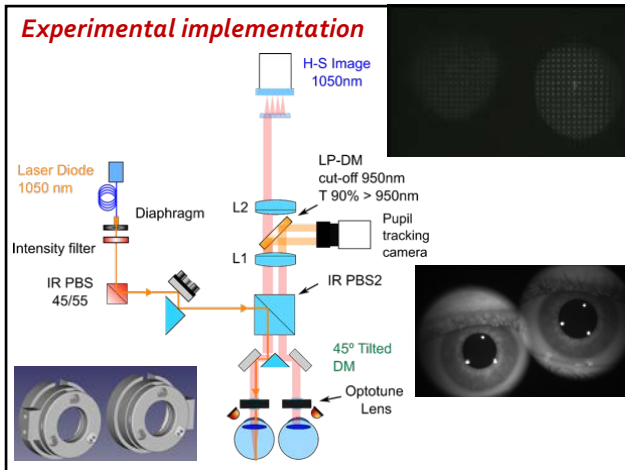 Experimental implementation
H-S Image
1050nm
LP-DM
cut-off 950nm
T 90% > 950nm
Laser Diode
1050 nm
Diaphragm
L2
Pupil
tracking
camera
Intensity filter
L1
IR PBS
45/55
IR PBS2
45º Tilted
DM
Optotune
Lens